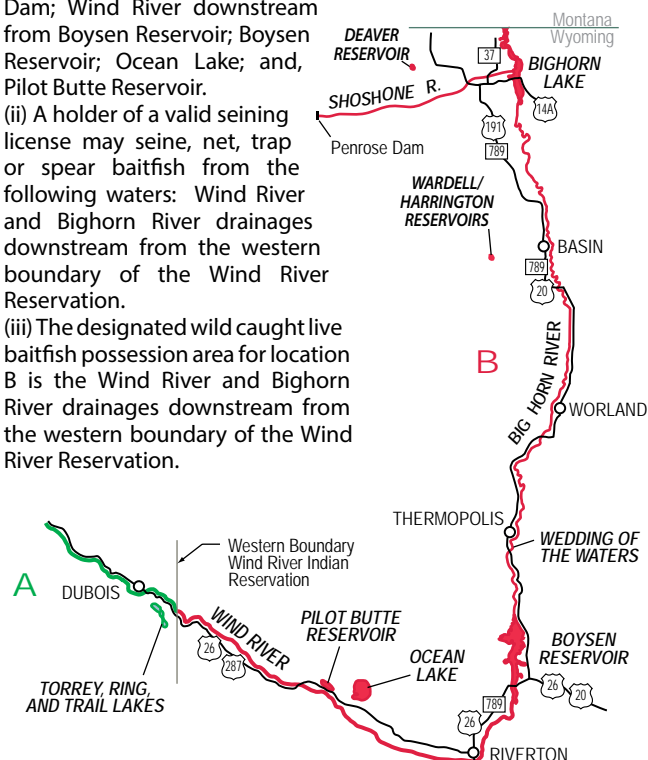 Dam; Wind River downstream
from Boysen Reservoir; Boysen
Reservoir; Ocean Lake; and,
Pilot Butte Reservoir.
(ii) A holder of a valid seining
license may seine, net, trap
or spear baitfish from the
following waters: Wind River
and Bighorn River drainages
downstream from the western
boundary of the Wind River
Reservation.
(iii) The designated wild caught live
baitfish possession area for location
B is the Wind River and Bighorn
River drainages downstream from
the western boundary of the Wind
River Reservation.
Montana
Wyoming
DEAVER
RESERVOIR
37
BIGHORN
LAKE
SHOSHONE R.
14A
Penrose Dam
191
789
WARDELL/
HARRINGTON
RESERVOIRS
BASIN
789
20
B
BIG HORN RIVER
WORLAND
THERMOPOLIS
WEDDING OF
THE WATERS
Western Boundary
Wind River Indian
Reservation
A
DUBOIS
WIND RIVER
26
287
PILOT BUTTE
RESERVOIR
OCEAN
LAKE
BOYSEN
RESERVOIR
TORREY, RING,
AND TRAIL LAKES
789
26
20
26
RIVERTON